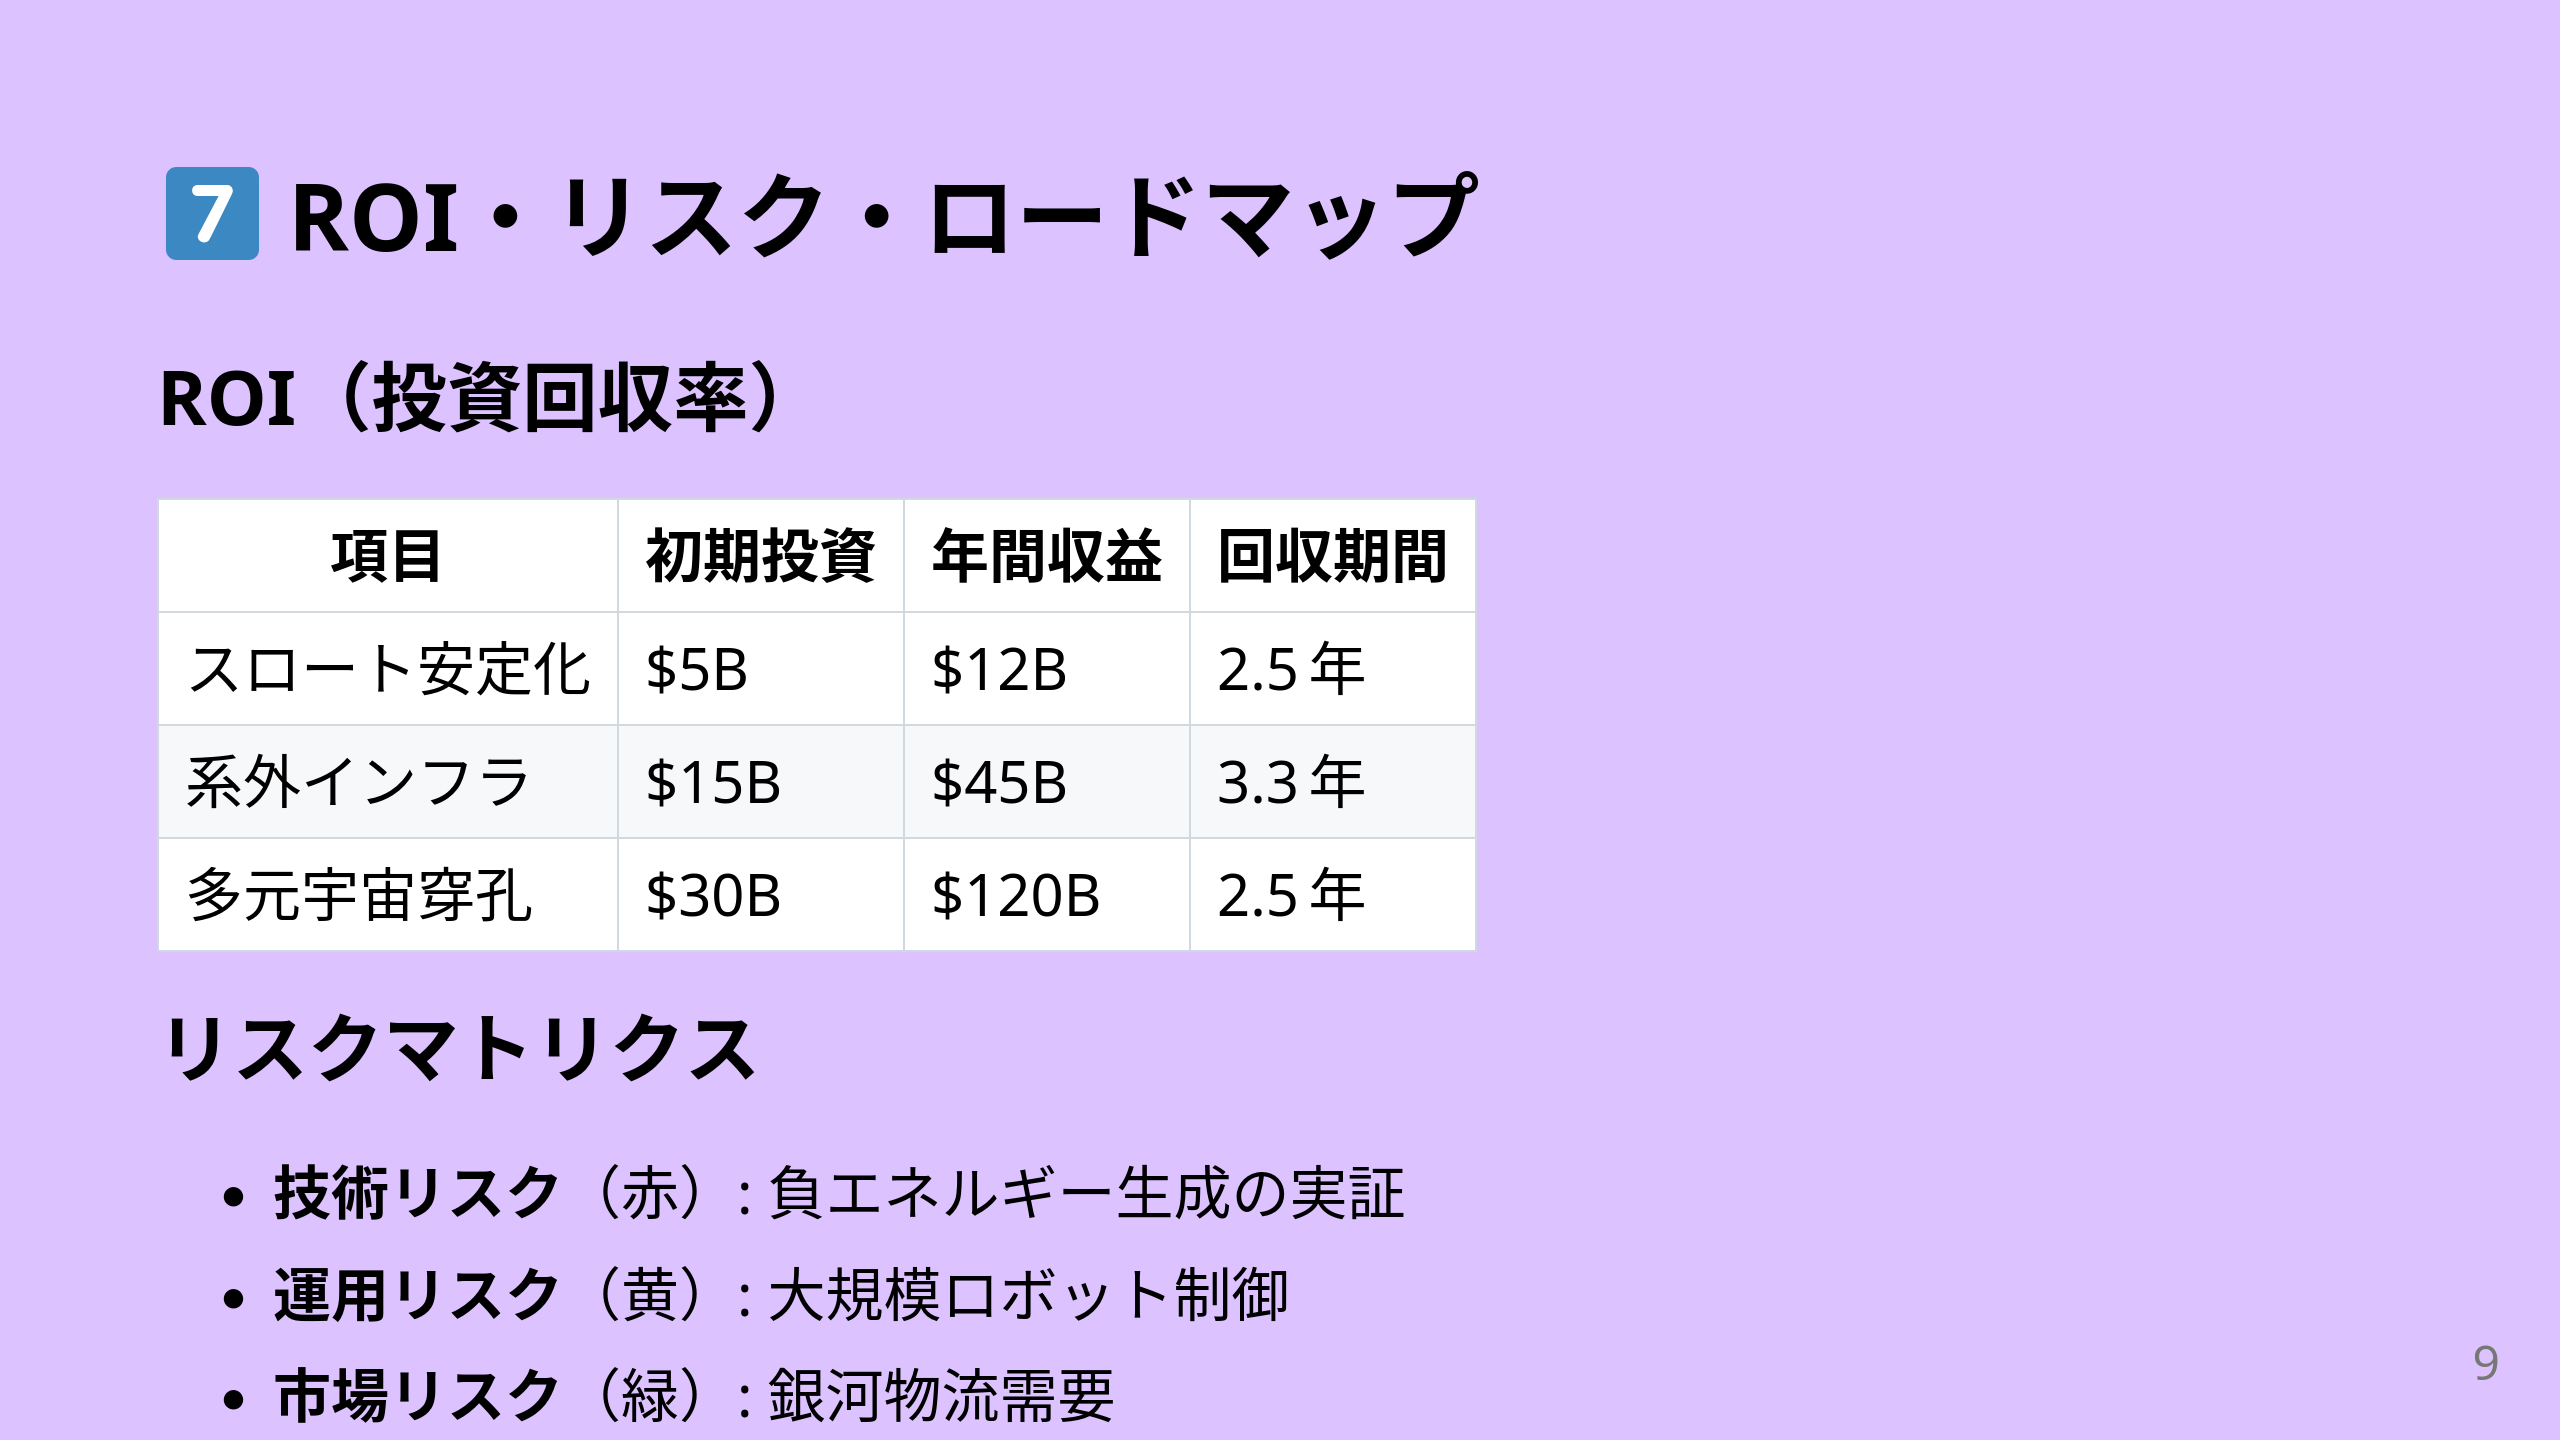 7️⃣ ROI・リスク・ロードマップ
ROI（投資回収率）
項目 初期投資 年間収益 回収期間
スロート安定化 $5B $12B 2.5 年
系外インフラ $15B $45B 3.3 年
多元宇宙穿孔 $30B $120B 2.5 年
リスクマトリクス
• 技術リスク（赤）: 負エネルギー生成の実証
• 運用リスク（黄）: 大規模ロボット制御
• 市場リスク（緑）: 銀河物流需要
9